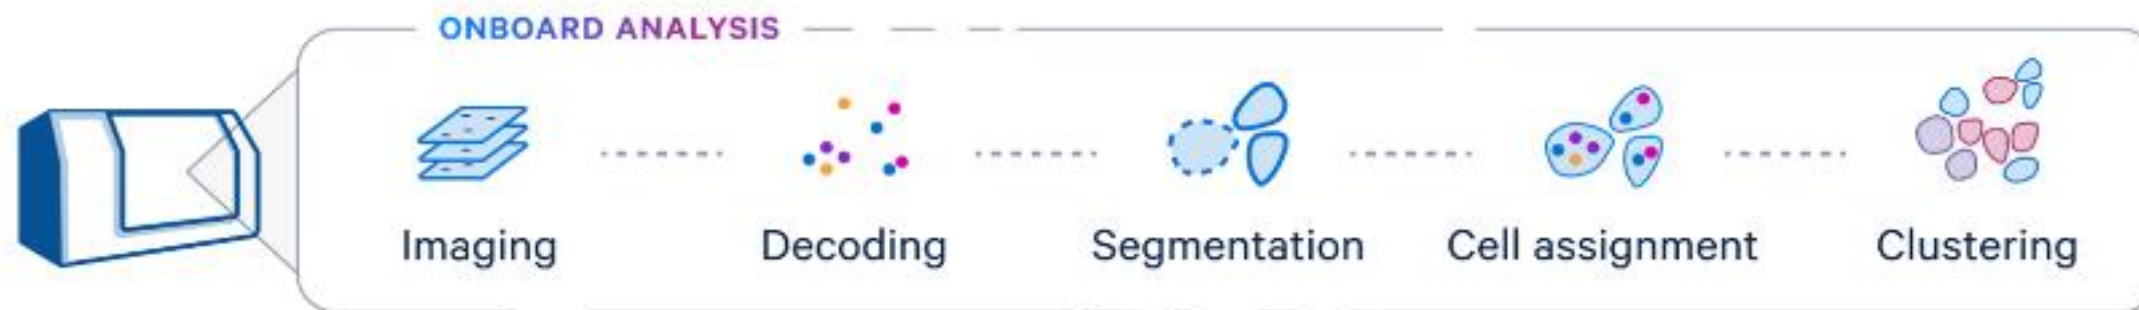 ONBOARD ANALYSIS
Imaging
Decoding
Segmentation
Cell assignment
Clustering